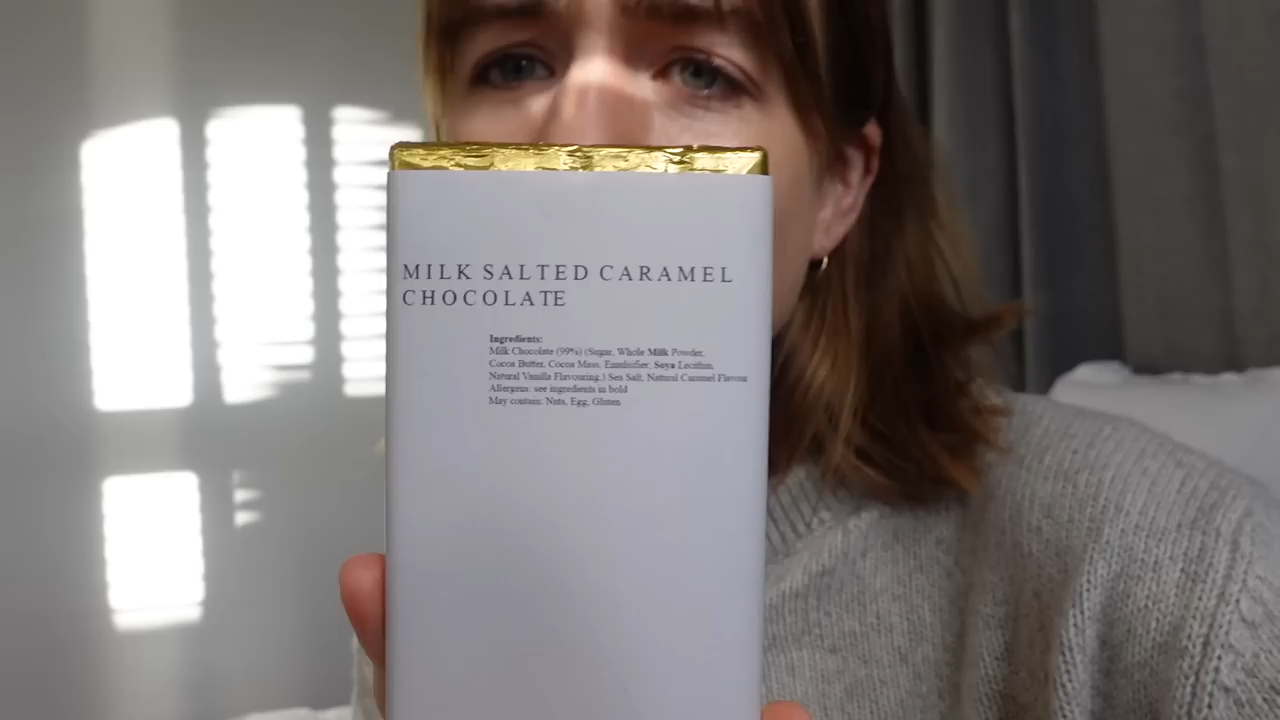 MILK SALTED CARAMEL
CHOCOLATE
Ingredients:
Milk Chocolate (99%) (Sugar, Whole Milk Powder,
Cocoa Butter, Cocoa Mass, Emulsifier, Soya Lecithin,
Natural Vanilla Flavouring,) Sea Salt, Natural Caramel Flavour
Allergens: see ingredients in bold
May contain: Nuts, Egg, Gluten